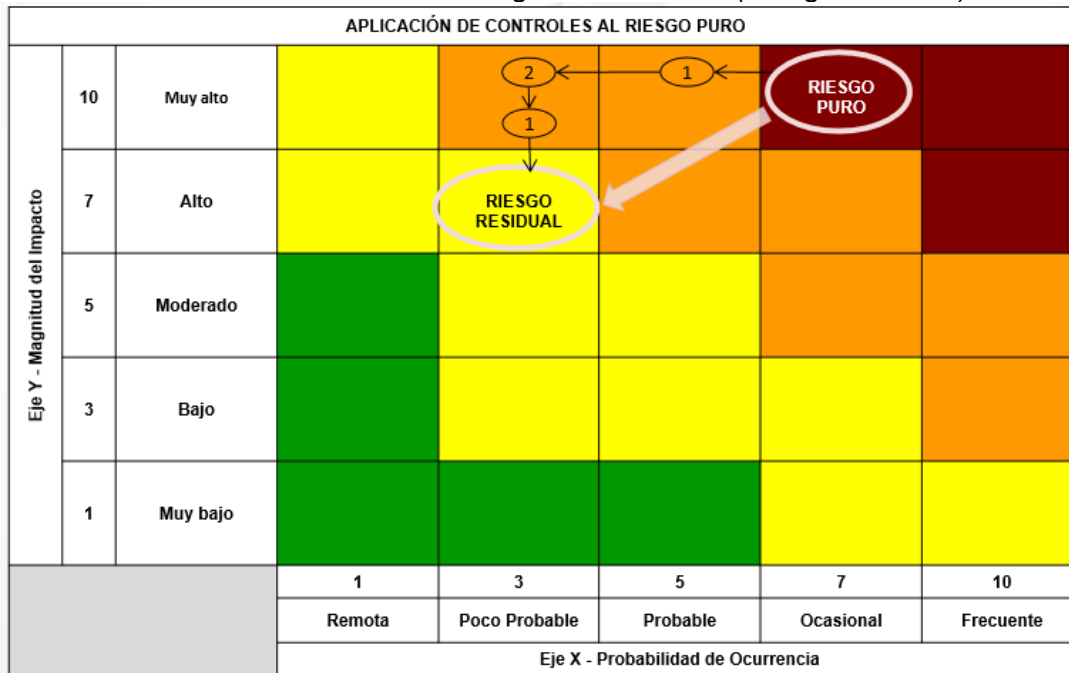 APLICACIÓN DE CONTROLES AL RIESGO PURO
Eje Y - Magnitud del Impacto
10 Muy alto 2 1 RIESGO
PURO
1
7 Alto RIESGO
RESIDUAL
5 Moderado
3 Bajo
1 Muy bajo
1 3 5 7 10
Remota Poco Probable Probable Ocasional Frecuente
Eje X - Probabilidad de Ocurrencia